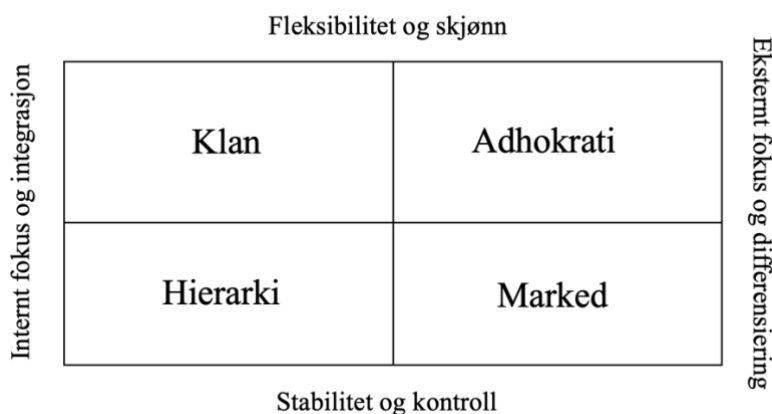 Fleksibilitet og skjønn
Internt fokus og integrasjon
Klan
Adhokrati
Eksternt fokus og differensiering
Hierarki
Marked
Stabilitet og kontroll